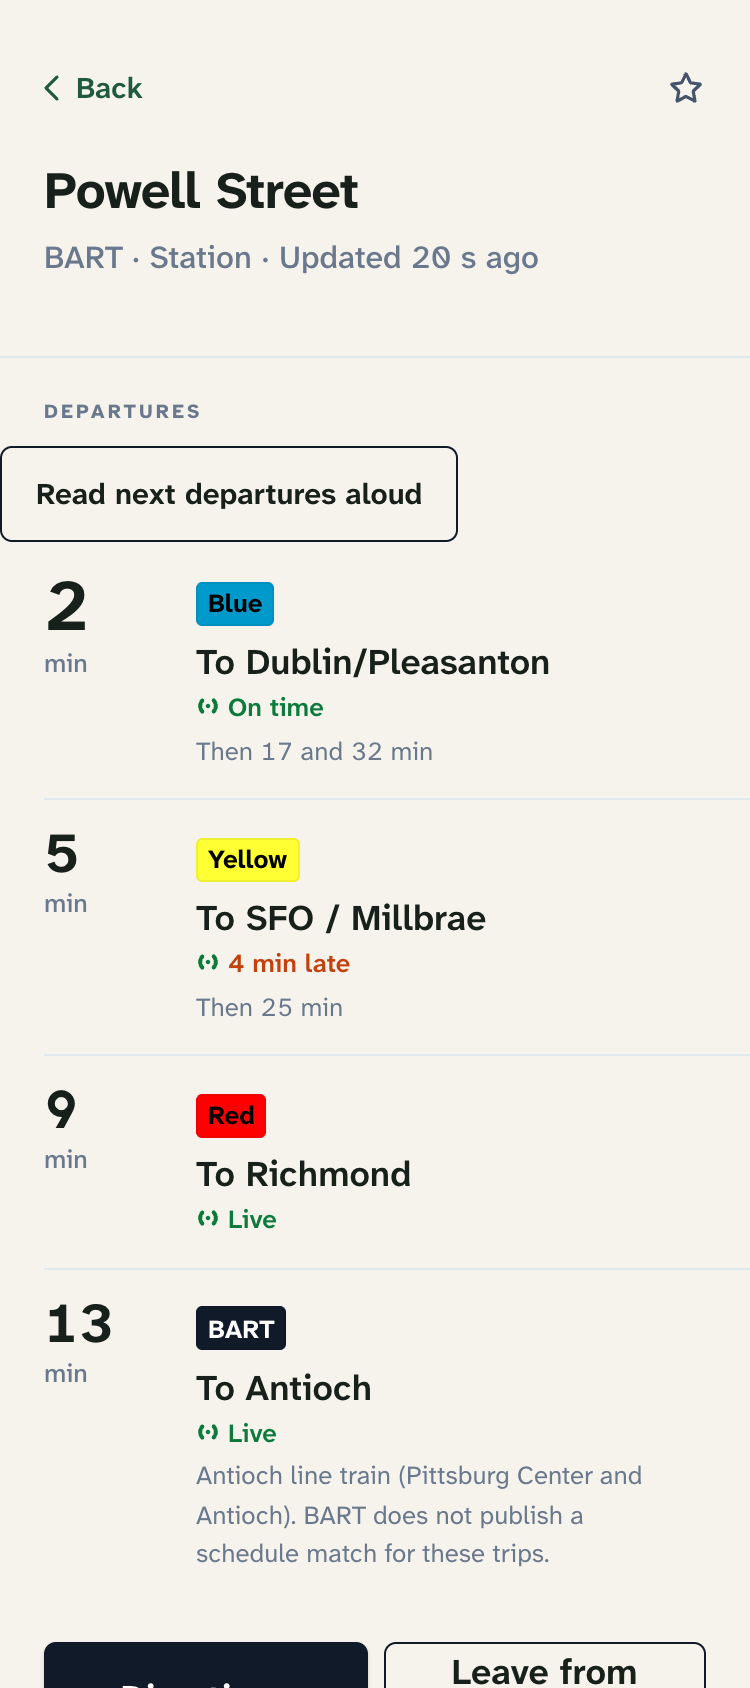 Back
Powell Street
BART · Station · Updated 20 s ago
DEPARTURES
Read next departures aloud
2
min
Blue
To Dublin/Pleasanton
On time
Then 17 and 32 min
5
min
Yellow
To SFO / Millbrae
4 min late
Then 25 min
9
min
Red
To Richmond
Live
13
min
BART
To Antioch
Live
Antioch line train (Pittsburg Center and
Antioch). BART does not publish a
schedule match for these trips.
Leave from